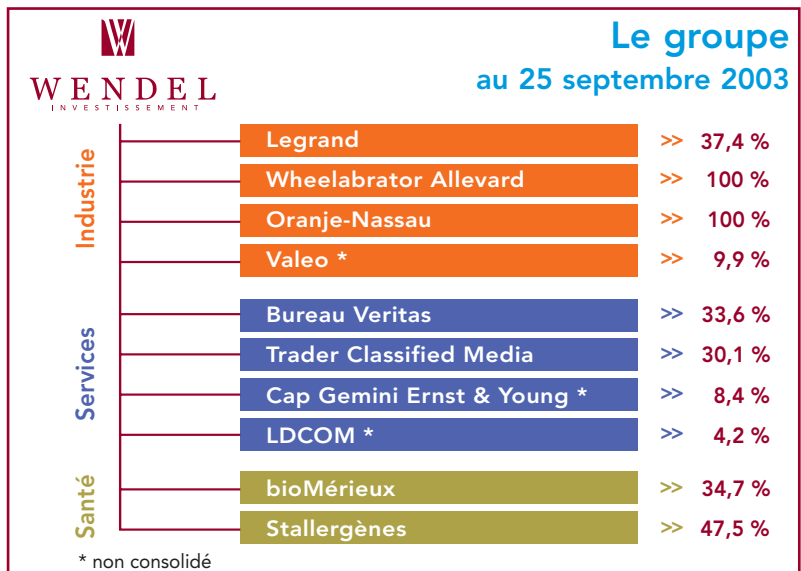 WENDEL
INVESTISSEMENT
Le groupe
au 25 septembre 2003
Industrie
Legrand >> 37,4 %
Wheelabrator Allevard >> 100 %
Oranje-Nassau >> 100 %
Valeo * >> 9,9 %
Services
Bureau Veritas >> 33,6 %
Trader Classified Media >> 30,1 %
Cap Gemini Ernst & Young * >> 8,4 %
LDCOM * >> 4,2 %
Santé
bioMérieux >> 34,7 %
Stallergènes >> 47,5 %
* non consolidé